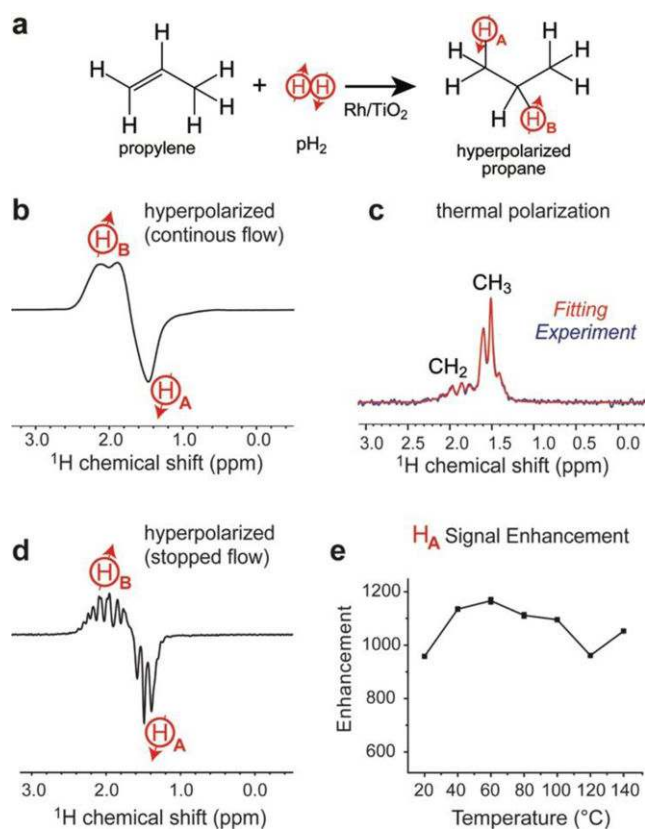 a
H
H
H
H
H
H
propylene
+
H H
pH2
Rh/TiO2
H A
H
H
H
H
H
H
H B
hyperpolarized
propane
b
hyperpolarized
(continous flow)
H B
H A
3.0 2.0 1.0 0.0
1H chemical shift (ppm)
c
thermal polarization
CH3
Fitting
Experiment
CH2
3.0 2.5 2.0 1.5 1.0 0.5 0.0
1H chemical shift (ppm)
d
hyperpolarized
(stopped flow)
H B
H A
3.0 2.0 1.0
1H chemical shift (ppm)
e
HA Signal Enhancement
Enhancement
1200
1000
800
600
20 40 60 80 100 120 140
Temperature (°C)